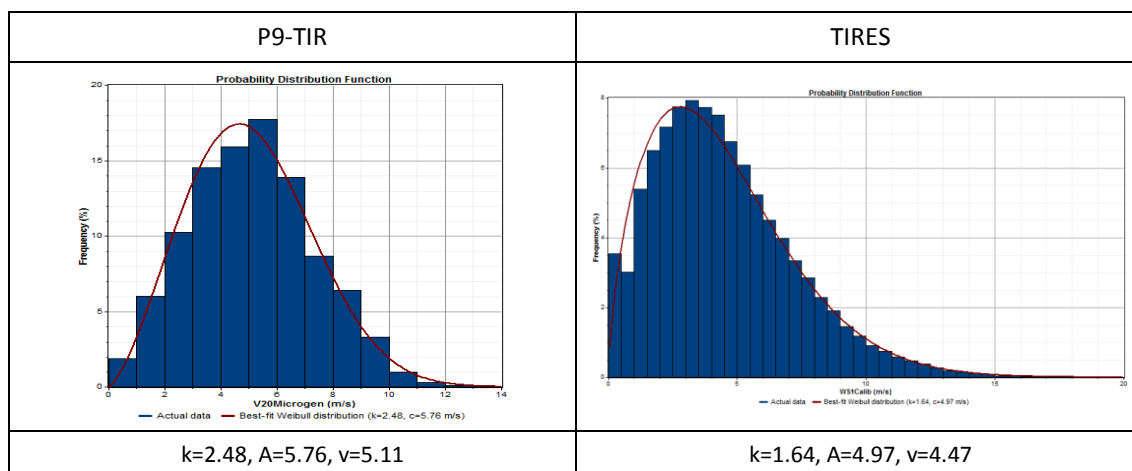 P9-TIR
TIRES
Probability Distribution Function
20
15
10
5
0
Frequency (%)
0 2 4 6 8 10 12 14
V20Microgen (m/s)
Actual data Best-fit Weibull distribution (k=2.48, c=5.76 m/s)
Probability Distribution Function
8
6
4
2
0
Frequency (%)
0 5 10 15 20
WS1Calib (m/s)
Actual data Best-fit Weibull distribution (k=1.64, c=4.97 m/s)
k=2.48, A=5.76, v=5.11
k=1.64, A=4.97, v=4.47